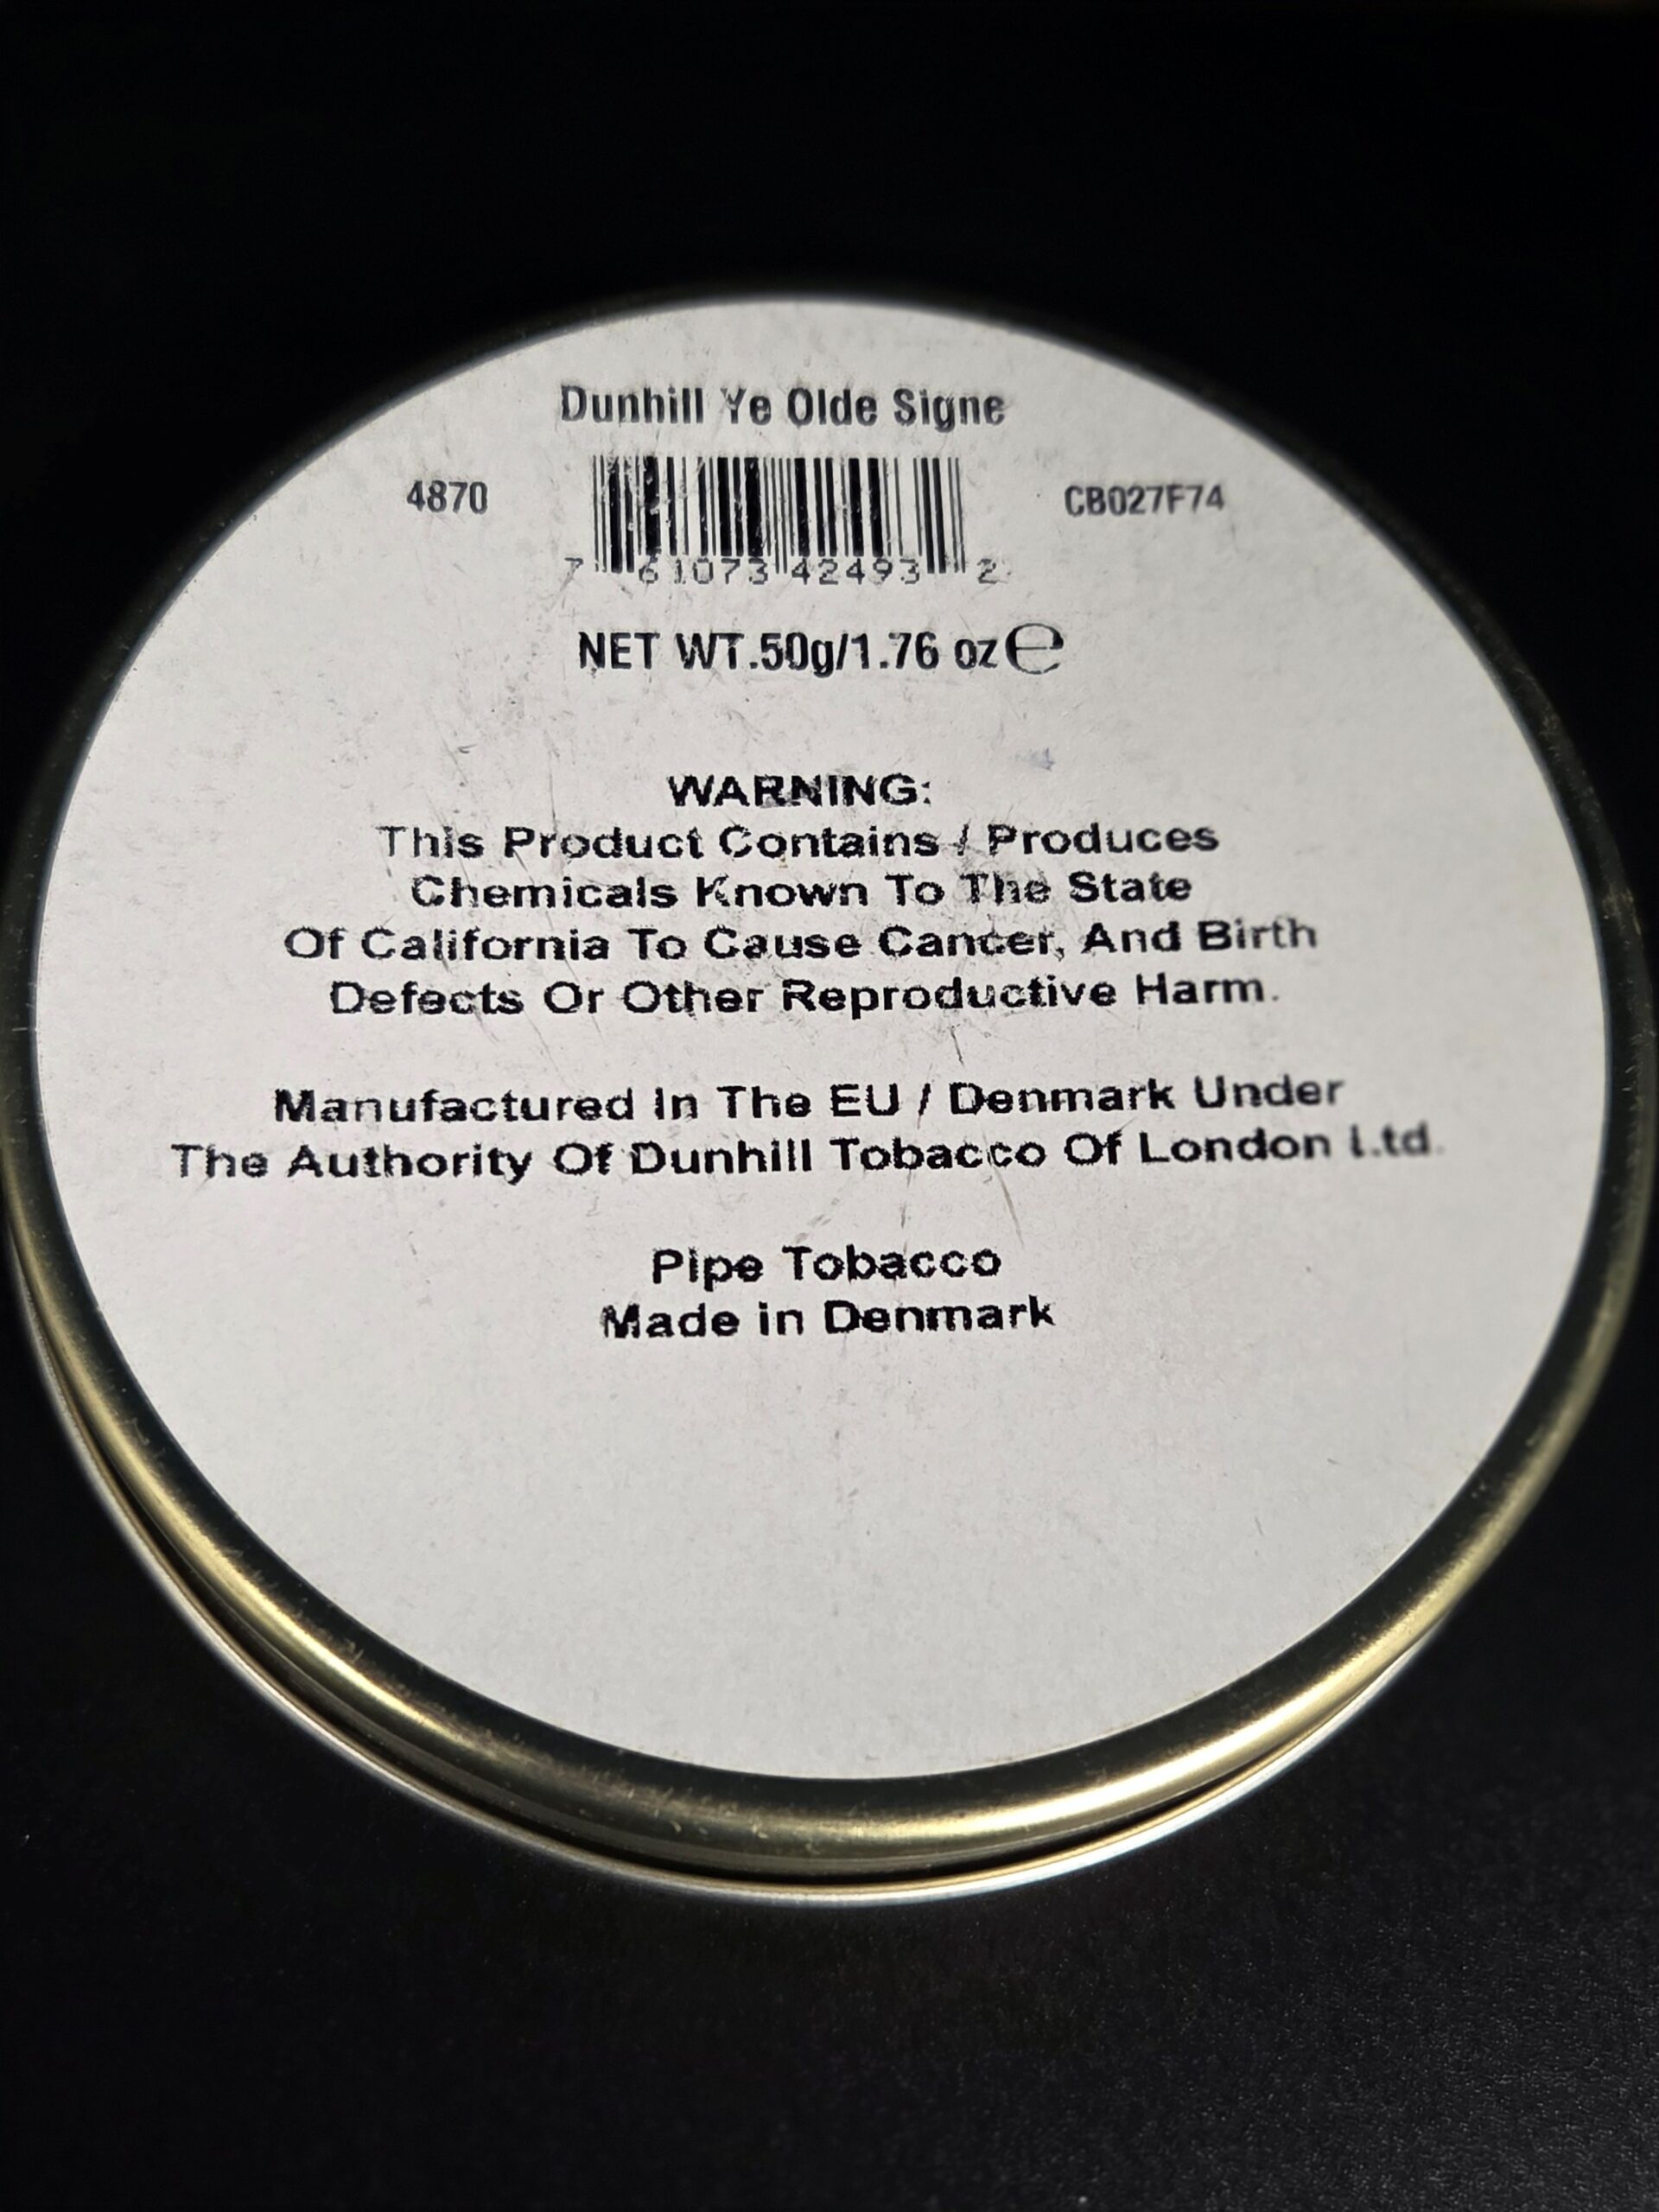 Dunhill Ye Olde Signe
4870
CB027F74
7 61073 42493 2
NET WT.50g/1.76 oz ℮
WARNING:
This Product Contains / Produces
Chemicals Known To The State
Of California To Cause Cancer, And Birth
Defects Or Other Reproductive Harm.
Manufactured In The EU / Denmark Under
The Authority Of Dunhill Tobacco Of London Ltd.
Pipe Tobacco
Made in Denmark